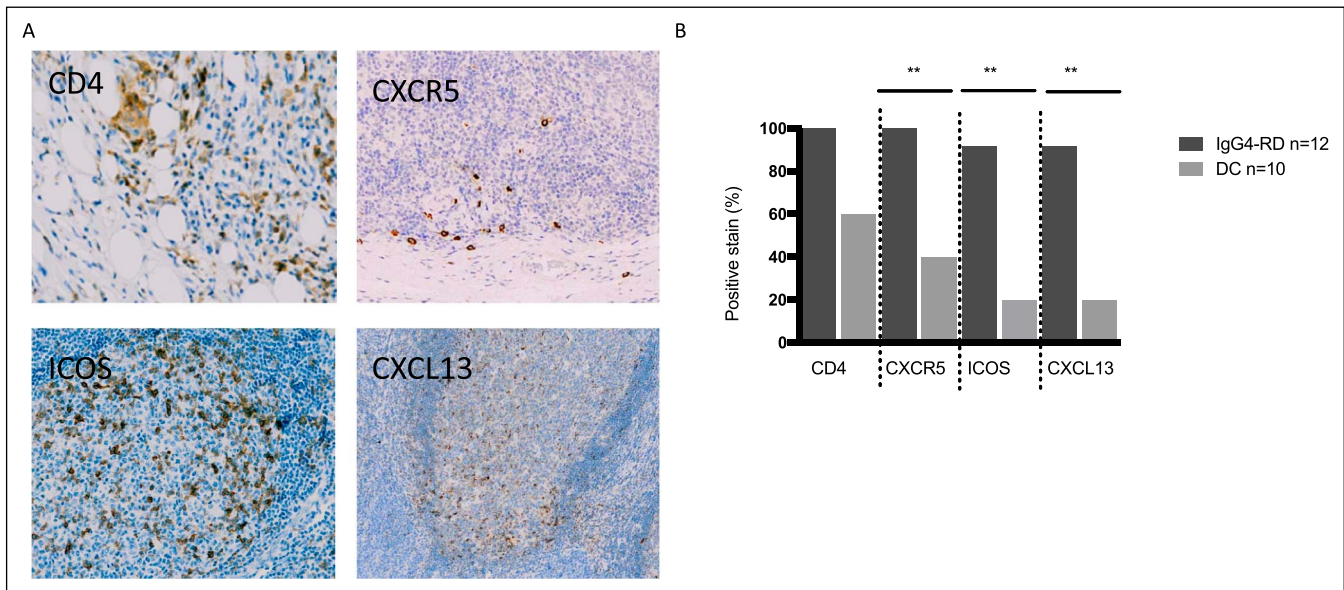 A
CD4
CXCR5
ICOS
CXCL13
B
** ** **
Positive stain (%)
100
80
60
40
20
0
CD4 CXCR5 ICOS CXCL13
IgG4-RD n=12
DC n=10